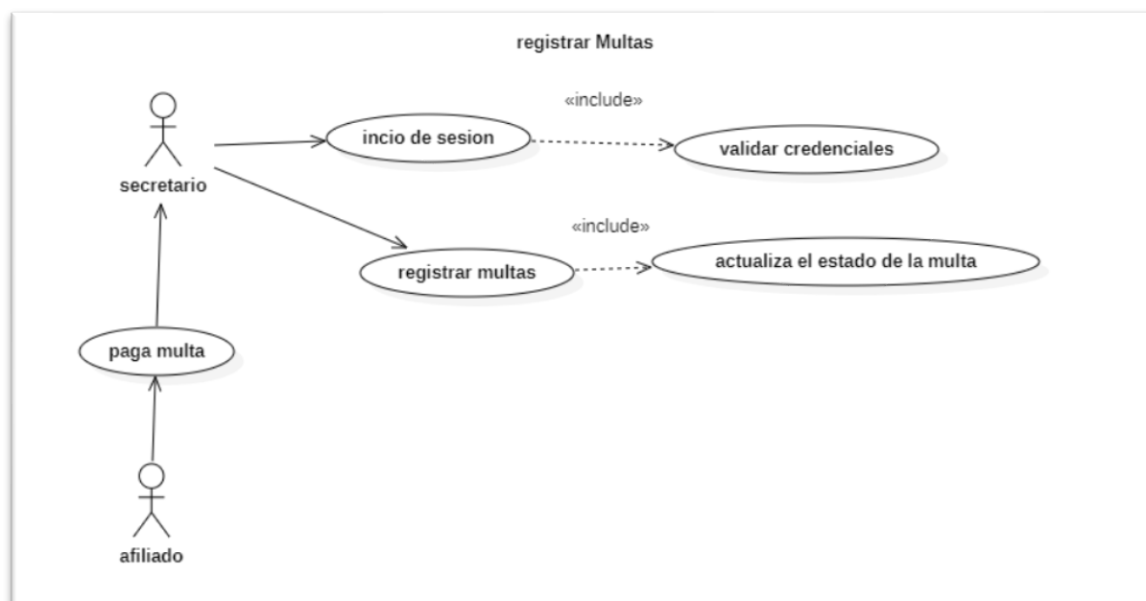 registrar Multas
«include»
incio de sesion
validar credenciales
secretario
«include»
registrar multas
actualiza el estado de la multa
paga multa
afiliado